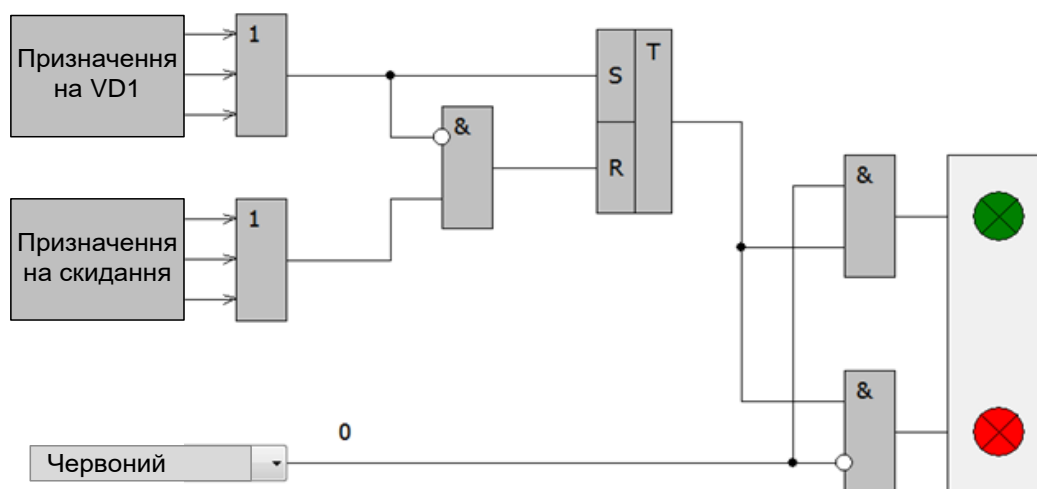 Призначення
на VD1
1
S
T
R
&
Призначення
на скидання
1
&
0
Червоний
&